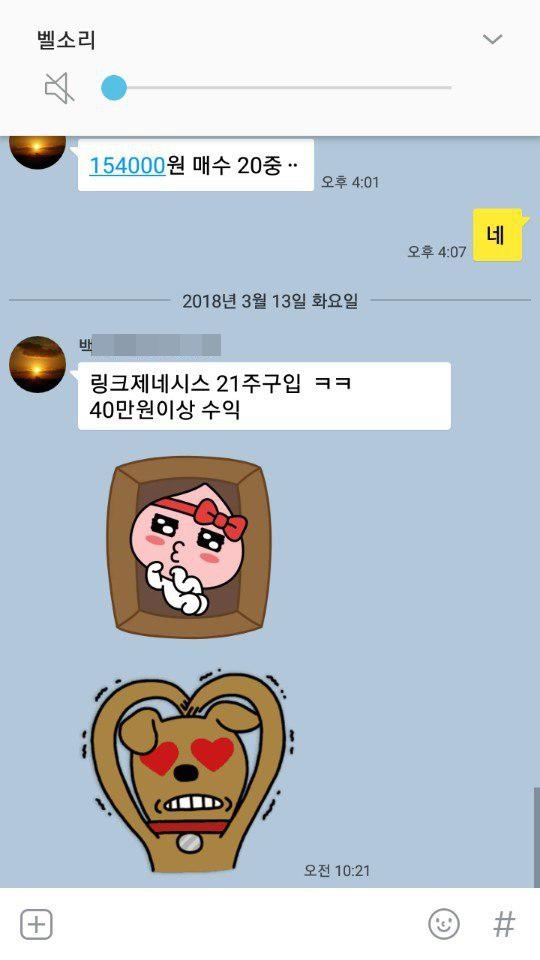 벨소리
154000원 매수 20중 ··
오후 4:01
네
오후 4:07
2018년 3월 13일 화요일
백
링크제네시스 21주구입 ㅋㅋ
40만원이상 수익
오전 10:21
#